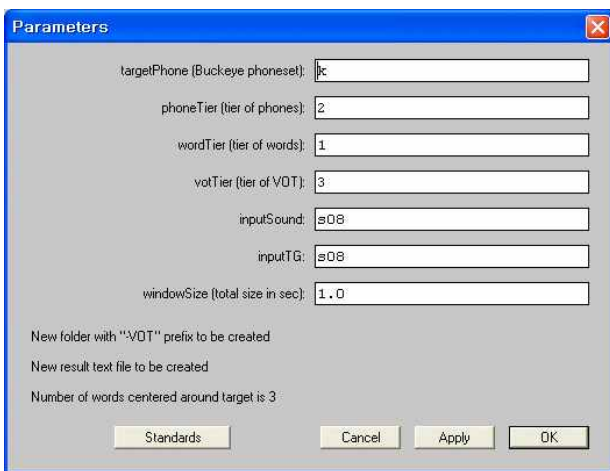 Parameters
targetPhone (Buckeye phoneset): k
phoneTier (tier of phones): 2
wordTier (tier of words): 1
votTier (tier of VOT): 3
inputSound: s08
inputTG: s08
windowSize (total size in sec): 1.0
New folder with "-VOT" prefix to be created
New result text file to be created
Number of words centered around target is 3
Standards Cancel Apply OK